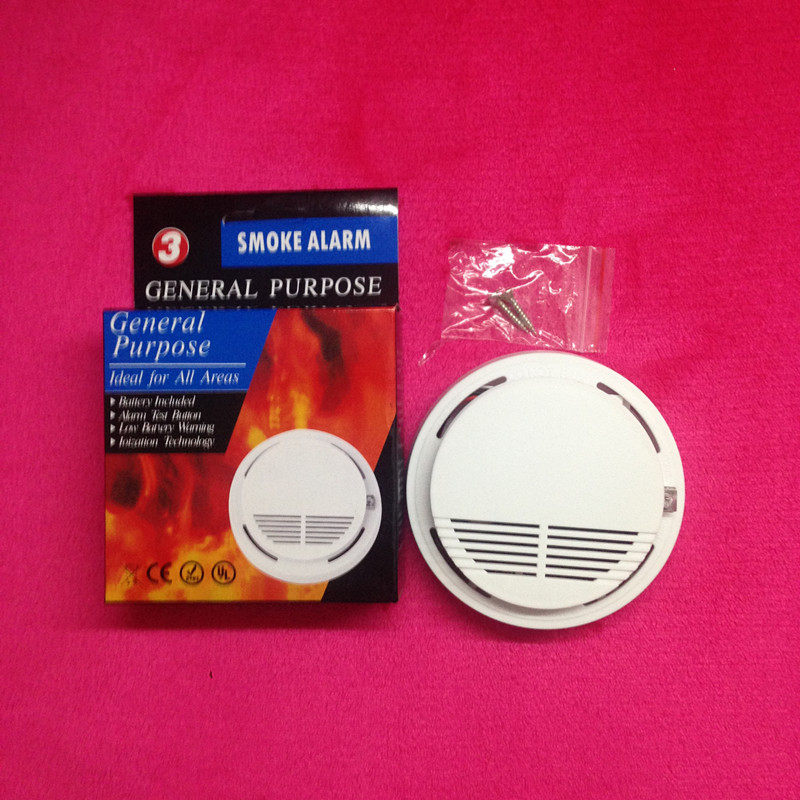 3
SMOKE ALARM
GENERAL PURPOSE
General
Purpose
Ideal for All Areas
Battery Included
Alarm Test Button
Low Battery Warning
Ionization Technology
CE
UL